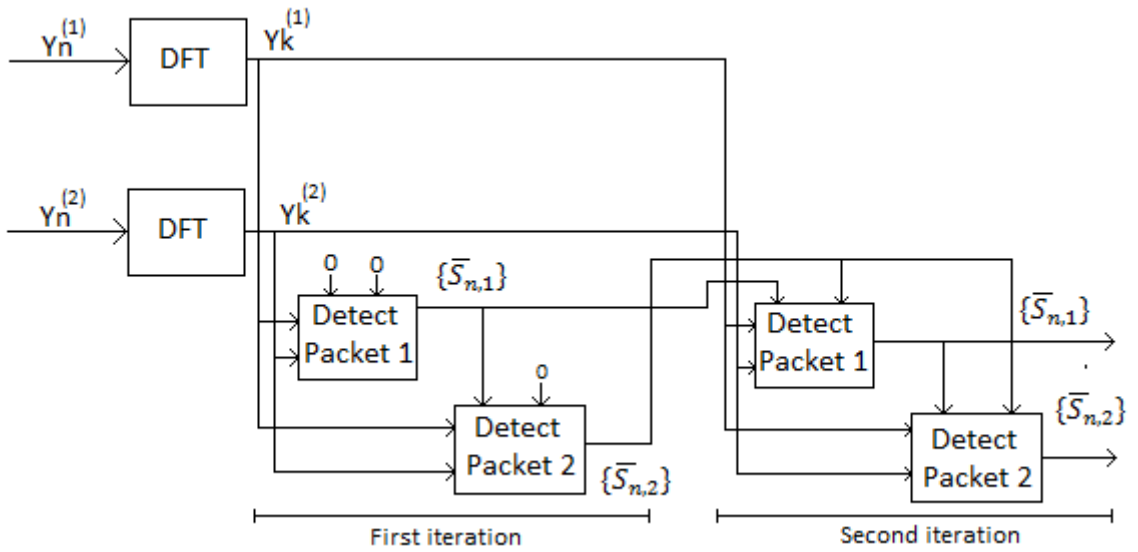 Yn^(1)
DFT
Yk^(1)
Yn^(2)
DFT
Yk^(2)
0 0
{S̅n,1}
Detect
Packet 1
0
Detect
Packet 2
{S̅n,2}
Detect
Packet 1
{S̅n,1}
Detect
Packet 2
{S̅n,2}
First iteration
Second iteration